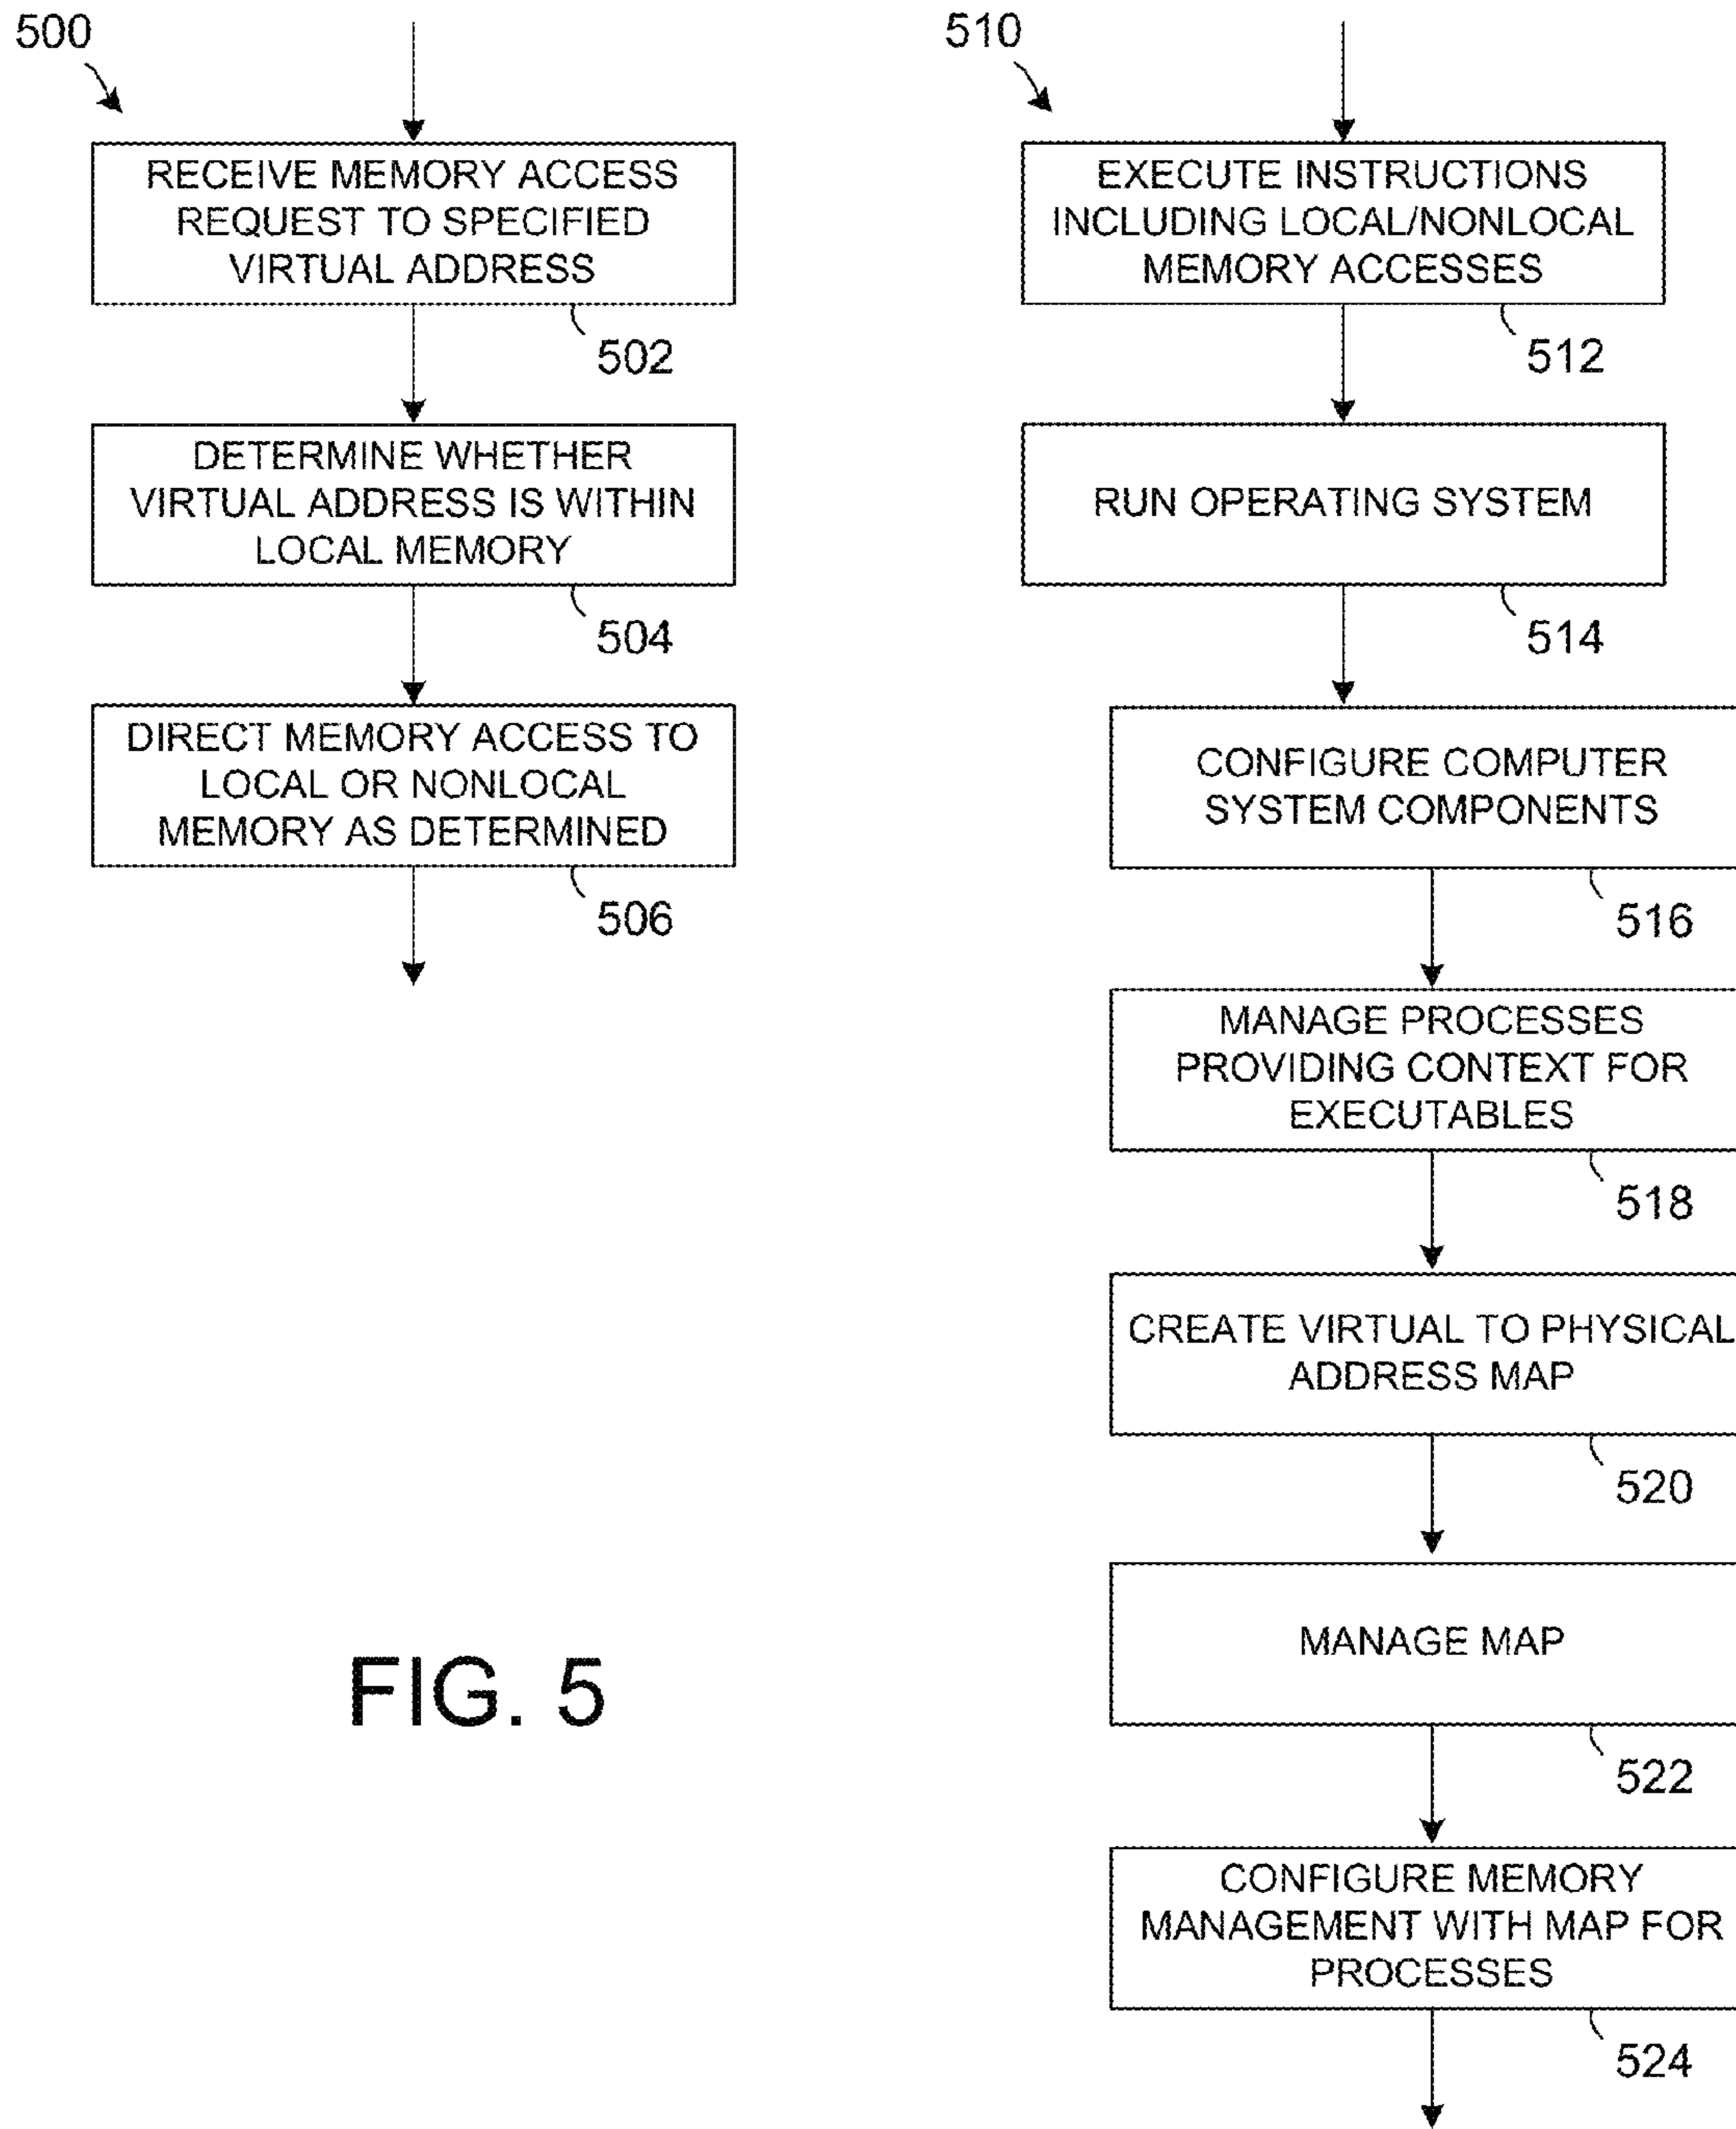 500
RECEIVE MEMORY ACCESS
REQUEST TO SPECIFIED
VIRTUAL ADDRESS
502
DETERMINE WHETHER
VIRTUAL ADDRESS IS WITHIN
LOCAL MEMORY
504
DIRECT MEMORY ACCESS TO
LOCAL OR NONLOCAL
MEMORY AS DETERMINED
506
510
EXECUTE INSTRUCTIONS
INCLUDING LOCAL/NONLOCAL
MEMORY ACCESSES
512
RUN OPERATING SYSTEM
514
CONFIGURE COMPUTER
SYSTEM COMPONENTS
516
MANAGE PROCESSES
PROVIDING CONTEXT FOR
EXECUTABLES
518
CREATE VIRTUAL TO PHYSICAL
ADDRESS MAP
520
MANAGE MAP
522
CONFIGURE MEMORY
MANAGEMENT WITH MAP FOR
PROCESSES
524
FIG. 5